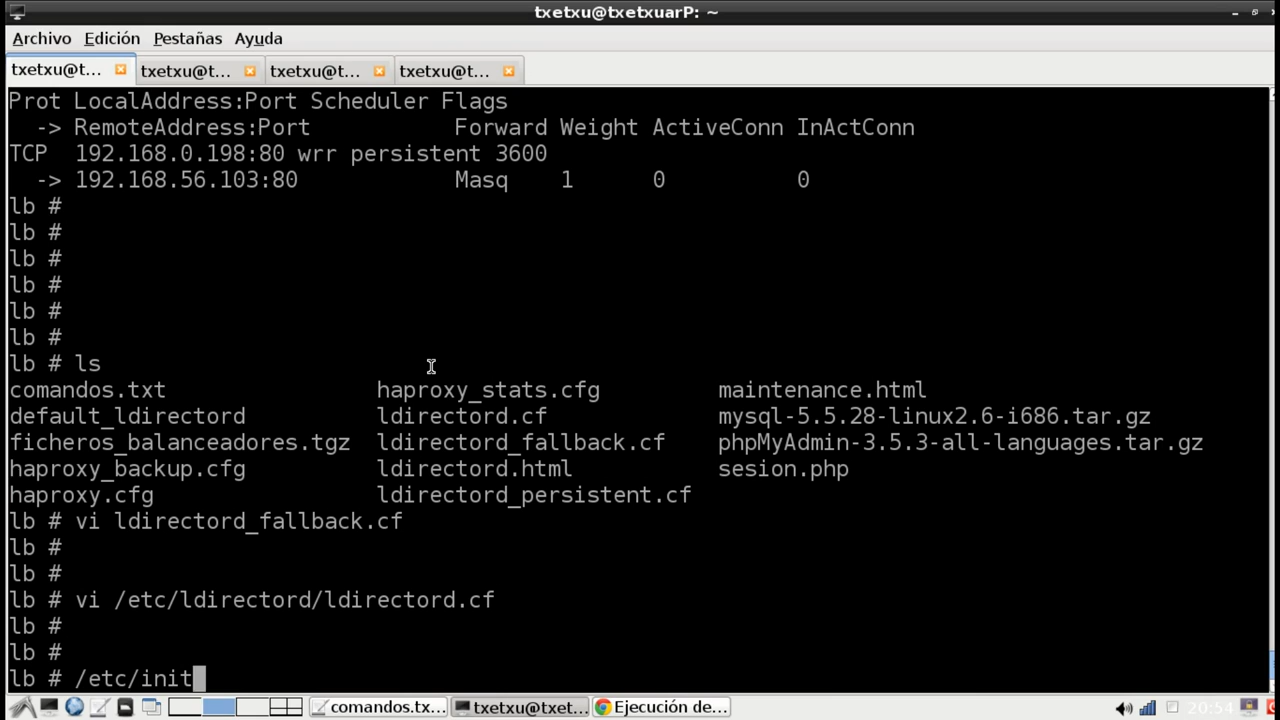 txetxu@txetxuarP: ~
Archivo Edición Pestañas Ayuda
txetxu@t... txetxu@t... txetxu@t... txetxu@t...
Prot LocalAddress:Port Scheduler Flags
  -> RemoteAddress:Port           Forward Weight ActiveConn InActConn
TCP  192.168.0.198:80 wrr persistent 3600
  -> 192.168.56.103:80            Masq    1      0          0
lb #
lb #
lb #
lb #
lb #
lb #
lb # ls
comandos.txt                haproxy_stats.cfg         maintenance.html
default_ldirectord          ldirectord.cf             mysql-5.5.28-linux2.6-i686.tar.gz
ficheros_balanceadores.tgz  ldirectord_fallback.cf    phpMyAdmin-3.5.3-all-languages.tar.gz
haproxy_backup.cfg          ldirectord.html           sesion.php
haproxy.cfg                 ldirectord_persistent.cf
lb # vi ldirectord_fallback.cf
lb #
lb #
lb # vi /etc/ldirectord/ldirectord.cf
lb #
lb #
lb # /etc/init
comandos.tx... txetxu@txet... Ejecución de... 20:54